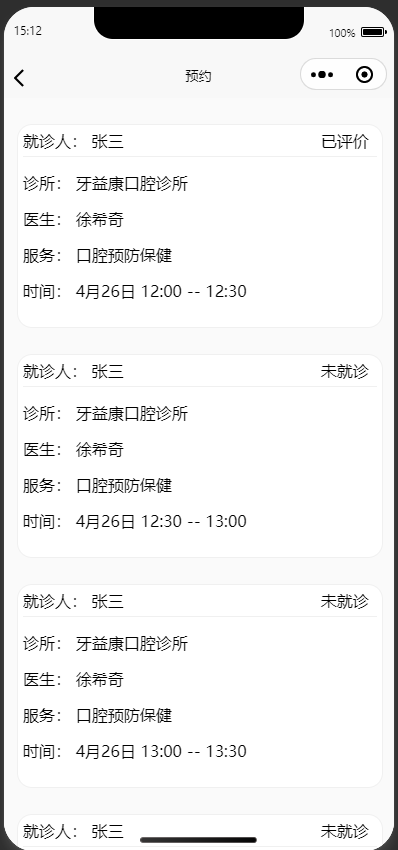 15:12
100%
预约
就诊人： 张三 已评价
诊所： 牙益康口腔诊所
医生： 徐希奇
服务： 口腔预防保健
时间： 4月26日 12:00 -- 12:30
就诊人： 张三 未就诊
诊所： 牙益康口腔诊所
医生： 徐希奇
服务： 口腔预防保健
时间： 4月26日 12:30 -- 13:00
就诊人： 张三 未就诊
诊所： 牙益康口腔诊所
医生： 徐希奇
服务： 口腔预防保健
时间： 4月26日 13:00 -- 13:30
就诊人： 张三 未就诊